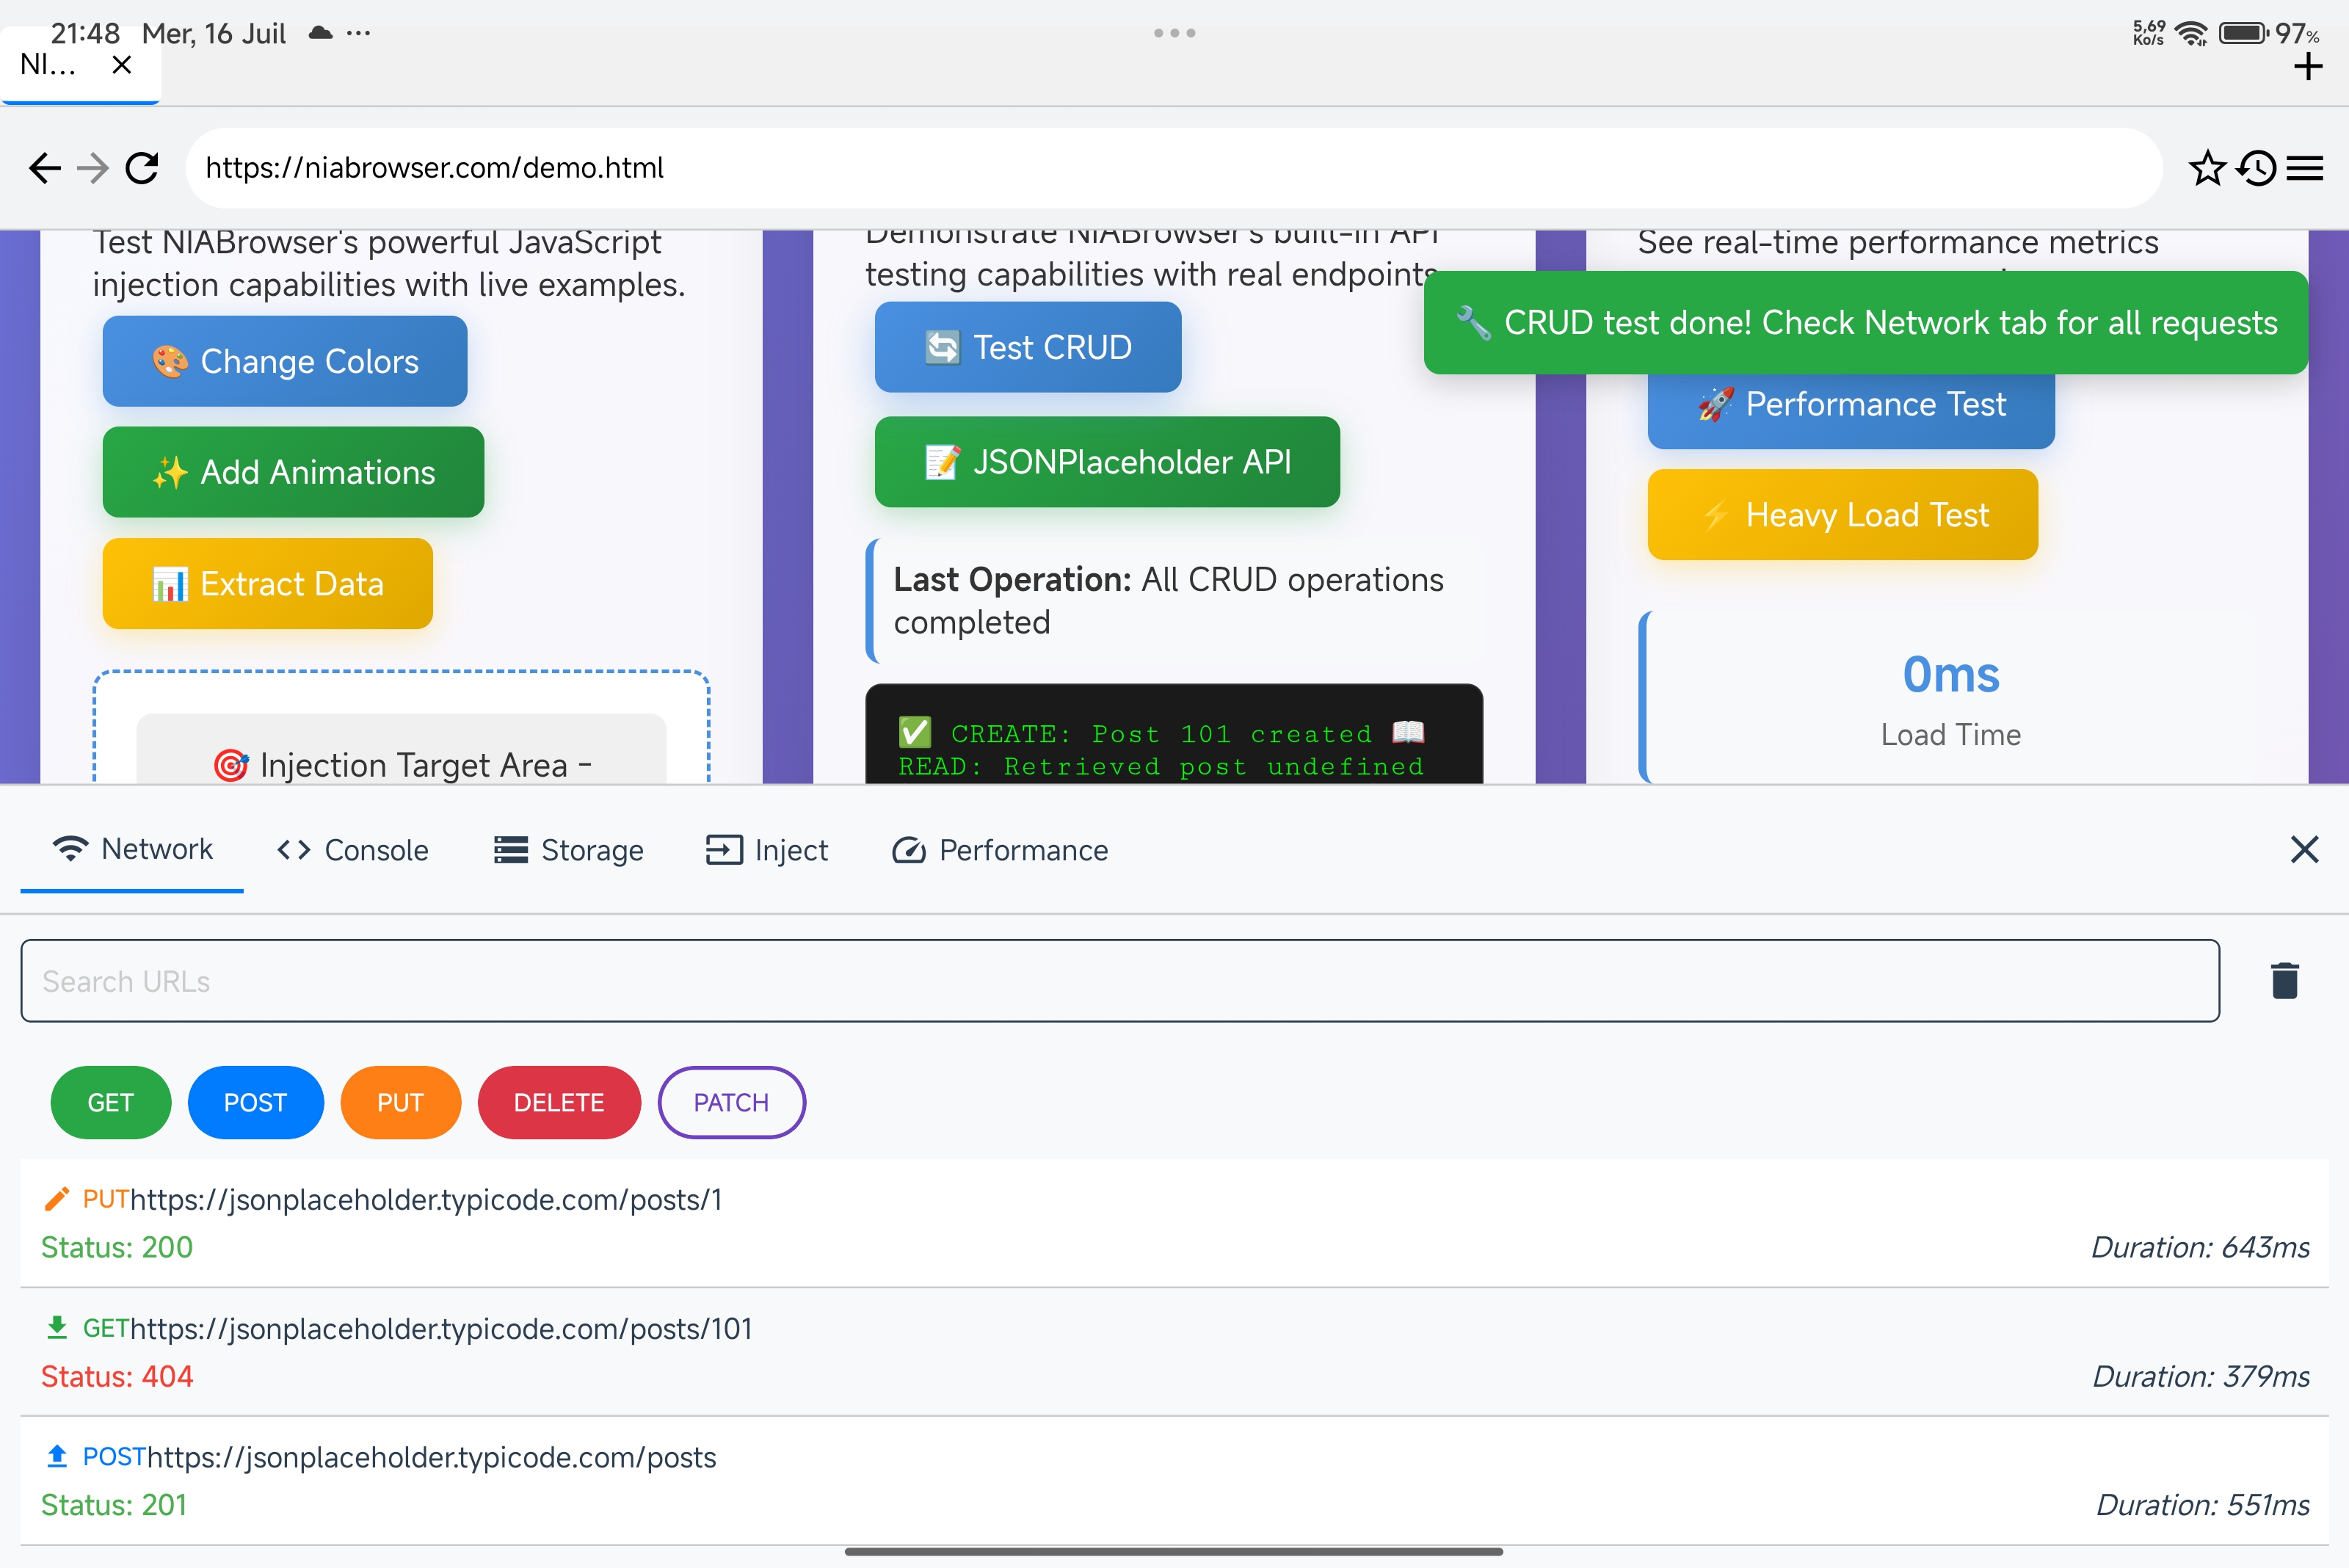 21:48 Mer, 16 Juil
5,69 Ko/s 97%
NI...
https://niabrowser.com/demo.html
Test NIABrowser's powerful JavaScript
injection capabilities with live examples.
Change Colors
Add Animations
Extract Data
Injection Target Area -
Demonstrate NIABrowser's built-in API
testing capabilities with real endpoints.
Test CRUD
JSONPlaceholder API
Last Operation: All CRUD operations
completed
CREATE: Post 101 created
READ: Retrieved post undefined
See real-time performance metrics
CRUD test done! Check Network tab for all requests
Performance Test
Heavy Load Test
0ms
Load Time
Network Console Storage Inject Performance
Search URLs
GET POST PUT DELETE PATCH
PUThttps://jsonplaceholder.typicode.com/posts/1
Status: 200 Duration: 643ms
GEThttps://jsonplaceholder.typicode.com/posts/101
Status: 404 Duration: 379ms
POSThttps://jsonplaceholder.typicode.com/posts
Status: 201 Duration: 551ms